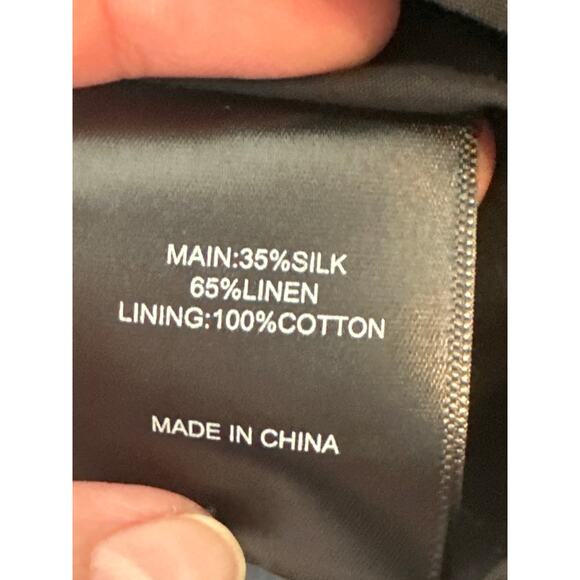 MAIN:35%SILK
65%LINEN
LINING:100%COTTON
MADE IN CHINA